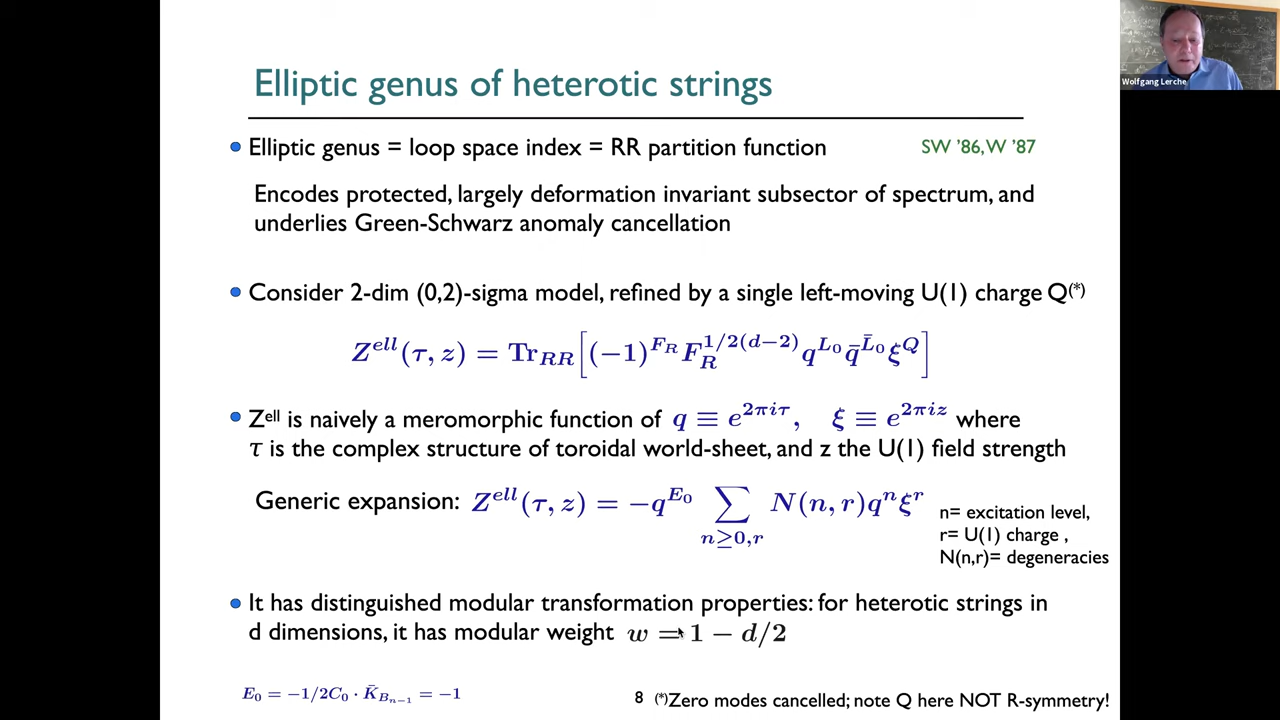 Elliptic genus of heterotic strings
Wolfgang Lerche
• Elliptic genus = loop space index = RR partition function
SW '86,W '87
Encodes protected, largely deformation invariant subsector of spectrum, and
underlies Green-Schwarz anomaly cancellation
• Consider 2-dim (0,2)-sigma model, refined by a single left-moving U(1) charge Q(*)
Z^{ell}(τ, z) = Tr_{RR}[(−1)^{F_R} F_R^{1/2(d−2)} q^{L_0} q̄^{L̄_0} ξ^Q]
• Z^{ell} is naively a meromorphic function of q ≡ e^{2πiτ}, ξ ≡ e^{2πiz} where
τ is the complex structure of toroidal world-sheet, and z the U(1) field strength
Generic expansion: Z^{ell}(τ, z) = −q^{E_0} ∑_{n≥0,r} N(n, r)q^n ξ^r
n= excitation level,
r= U(1) charge ,
N(n,r)= degeneracies
• It has distinguished modular transformation properties: for heterotic strings in
d dimensions, it has modular weight w = 1 − d/2
E_0 = −1/2C_0 · K̄_{B_{n−1}} = −1
8
(*)Zero modes cancelled; note Q here NOT R-symmetry!